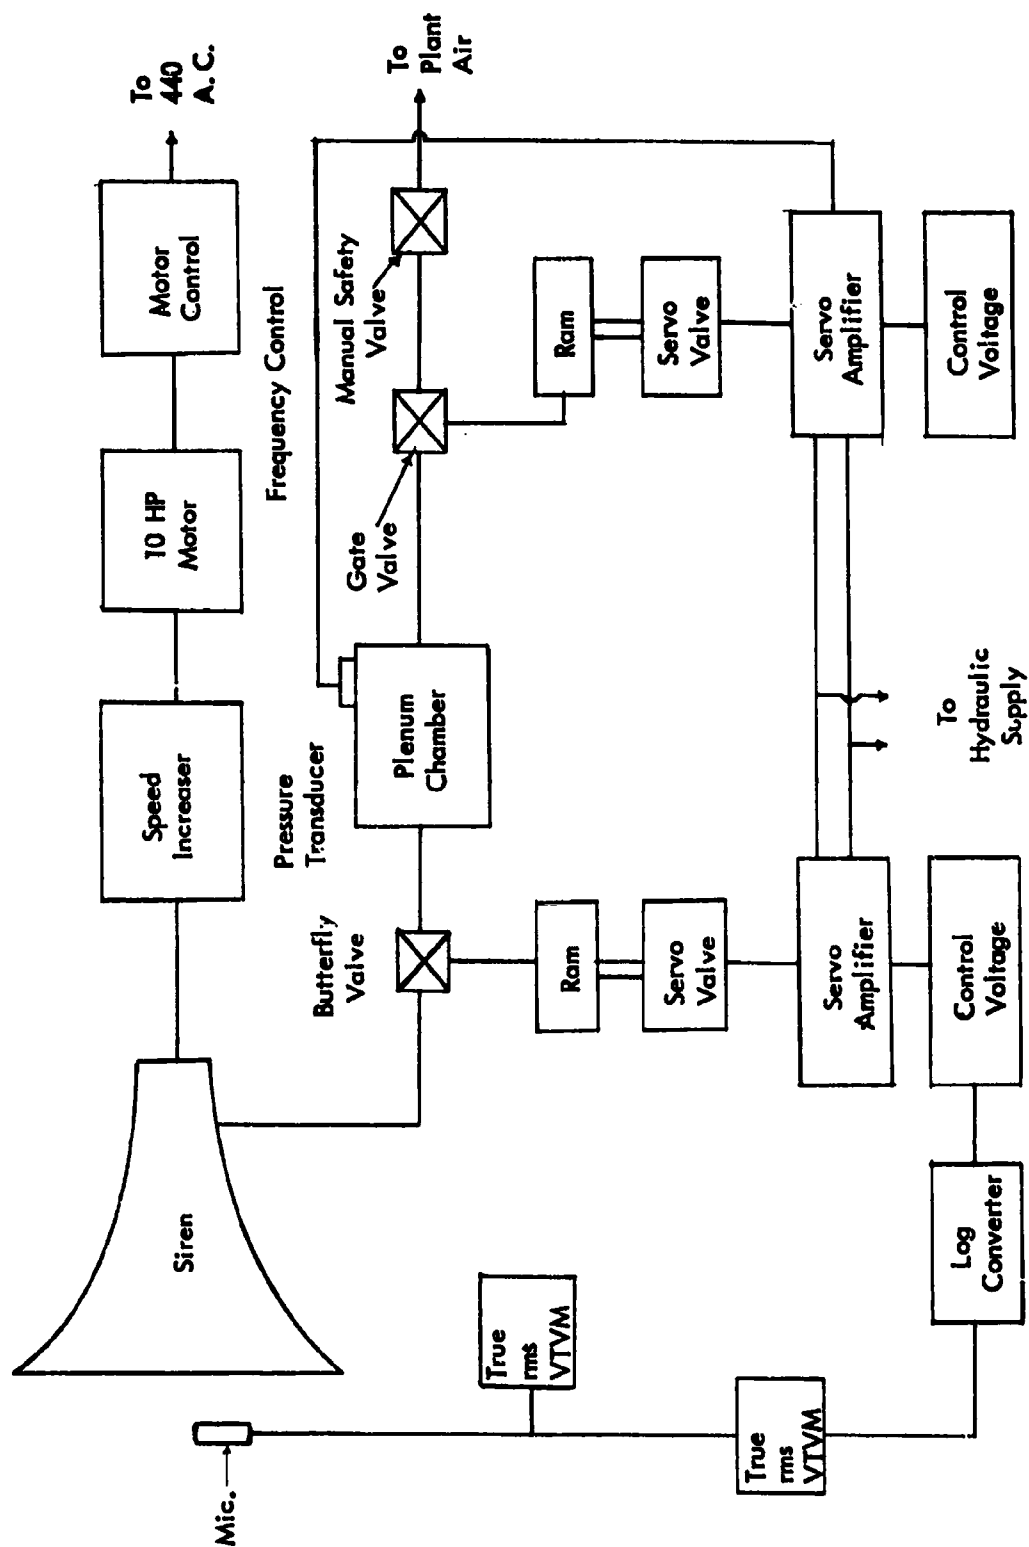 Mic.
Siren
Speed
Increaser
10 HP
Motor
Motor
Control
To
440
A.C.
Frequency Control
Pressure
Transducer
Butterfly
Valve
Plenum
Chamber
Gate
Valve
Manual Safety
Valve
To
Plant
Air
True
rms
VTVM
Ram
Ram
Servo
Valve
Servo
Valve
True
rms
VTVM
Servo
Amplifier
Servo
Amplifier
Log
Converter
Control
Voltage
To
Hydraulic
Supply
Control
Voltage